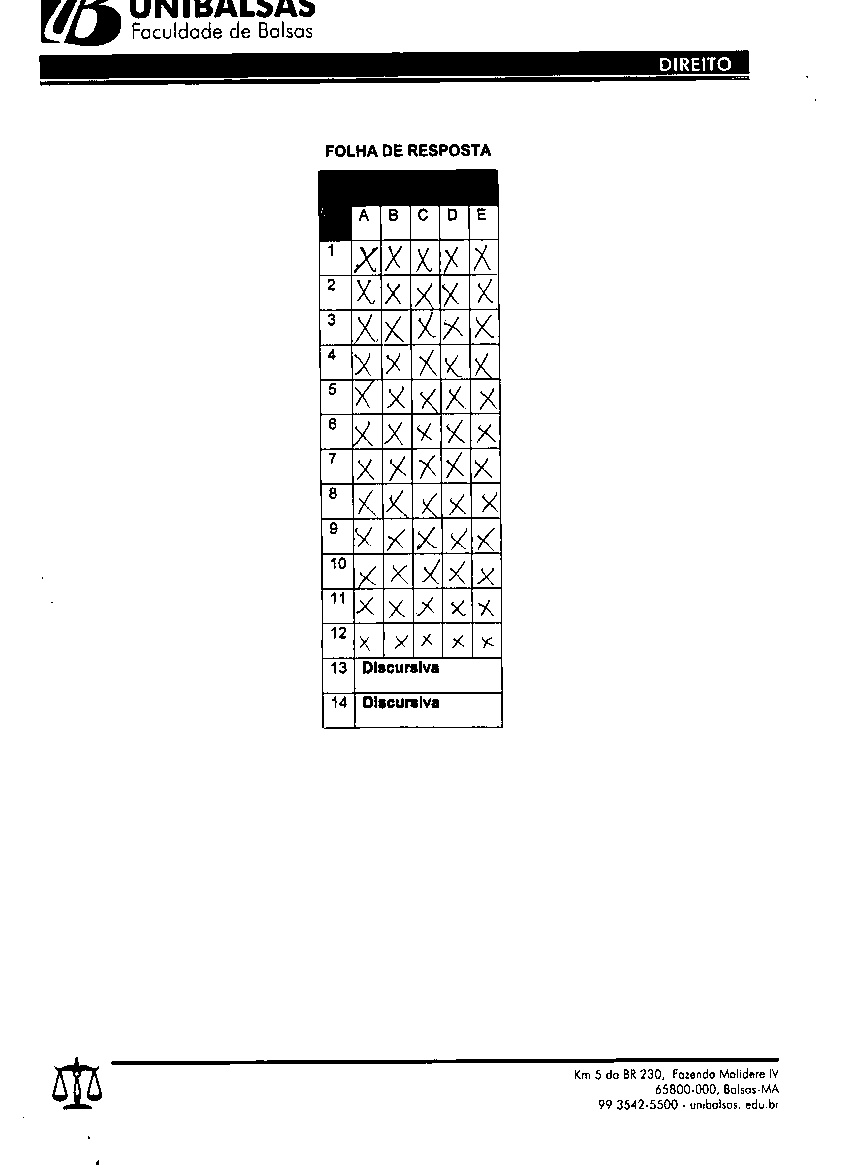 UNIBALSAS
Faculdade de Balsas
DIREITO
FOLHA DE RESPOSTA
A B C D E
1 X X X X X
2 X X X X X
3 X X X X X
4 X X X X X
5 X X X X X
6 X X X X X
7 X X X X X
8 X X X X X
9 X X X X X
10 X X X X X
11 X X X X X
12 X X X X X
13 Discursiva
14 Discursiva
Km 5 da BR 230, Fazenda Malidere IV
65800-000, Balsas-MA
99 3542-5500 - unibalsas.edu.br